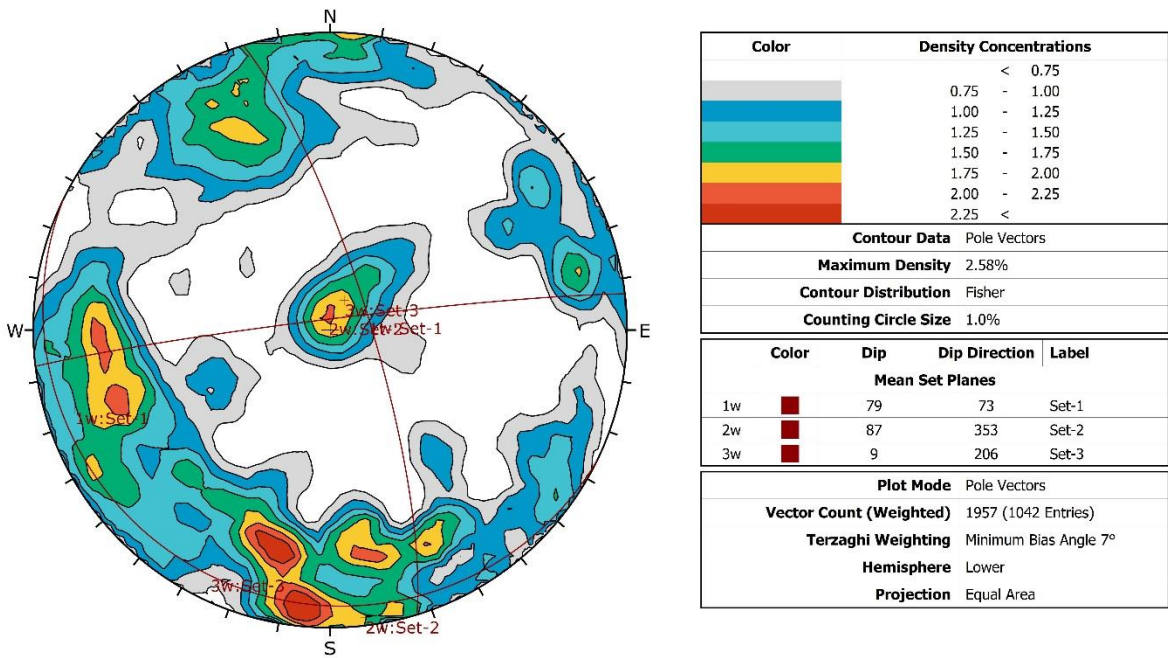 N
W
E
S
3w:Set-3
2w:Set-2
1w:Set-1
1w:Set-1
3w:Set-3
2w:Set-2
Color Density Concentrations
< 0.75
0.75 - 1.00
1.00 - 1.25
1.25 - 1.50
1.50 - 1.75
1.75 - 2.00
2.00 - 2.25
2.25 <
Contour Data Pole Vectors
Maximum Density 2.58%
Contour Distribution Fisher
Counting Circle Size 1.0%
Color Dip Dip Direction Label
Mean Set Planes
1w 79 73 Set-1
2w 87 353 Set-2
3w 9 206 Set-3
Plot Mode Pole Vectors
Vector Count (Weighted) 1957 (1042 Entries)
Terzaghi Weighting Minimum Bias Angle 7°
Hemisphere Lower
Projection Equal Area